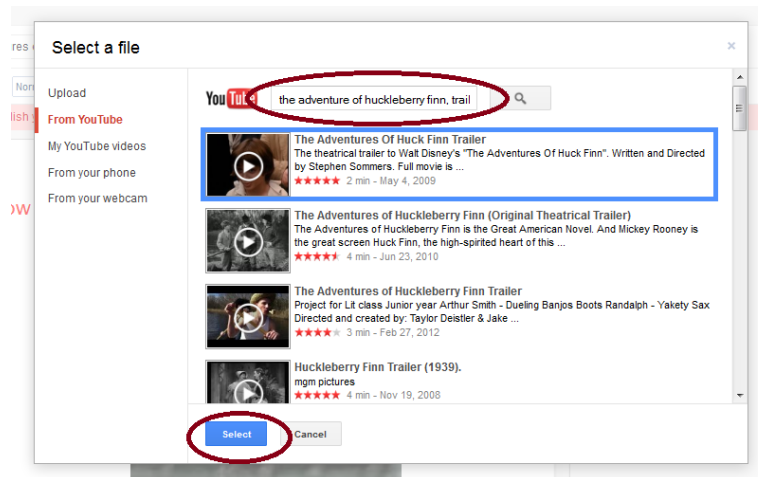 Select a file
×
res
Upload
From YouTube
My YouTube videos
From your phone
From your webcam
Nor
lish
ow
You Tube
the adventure of huckleberry finn, trail
The Adventures Of Huck Finn Trailer
The theatrical trailer to Walt Disney's "The Adventures Of Huck Finn". Written and Directed
by Stephen Sommers. Full movie is ...
2 min - May 4, 2009
The Adventures of Huckleberry Finn (Original Theatrical Trailer)
The Adventures of Huckleberry Finn is the Great American Novel. And Mickey Rooney is
the great screen Huck Finn, the high-spirited heart of this ...
4 min - Jun 23, 2010
The Adventures of Huckleberry Finn Trailer
Project for Lit class Junior year Arthur Smith - Dueling Banjos Boots Randolph - Yakety Sax
Directed and created by: Taylor Deistler & Jake ...
3 min - Feb 27, 2012
Huckleberry Finn Trailer (1939).
mgm pictures
4 min - Nov 19, 2008
Select
Cancel